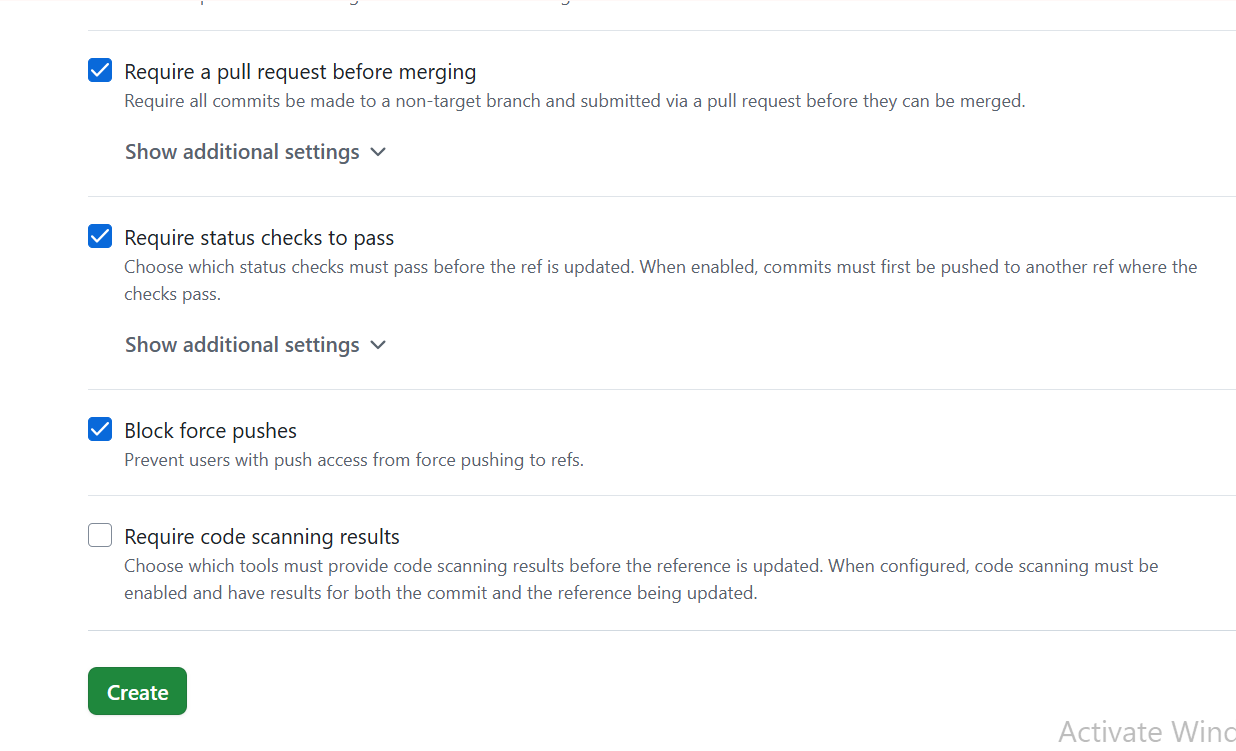 Require a pull request before merging
Require all commits be made to a non-target branch and submitted via a pull request before they can be merged.
Show additional settings
Require status checks to pass
Choose which status checks must pass before the ref is updated. When enabled, commits must first be pushed to another ref where the
checks pass.
Show additional settings
Block force pushes
Prevent users with push access from force pushing to refs.
Require code scanning results
Choose which tools must provide code scanning results before the reference is updated. When configured, code scanning must be
enabled and have results for both the commit and the reference being updated.
Create
Activate